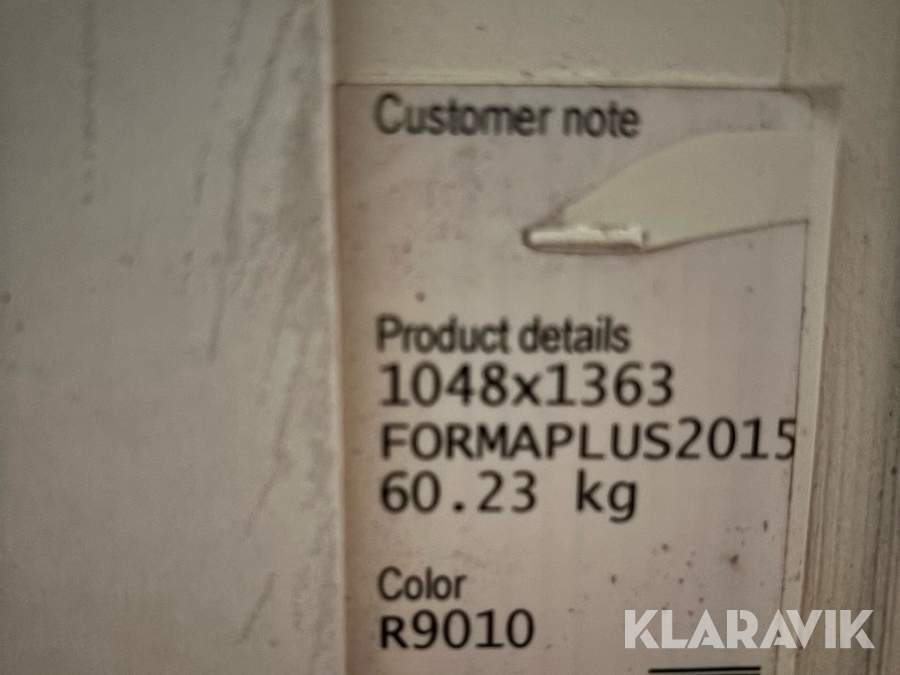 Customer note
Product details
1048x1363
FORMAPLUS2015
60.23 kg
Color
R9010
KLARAVIK